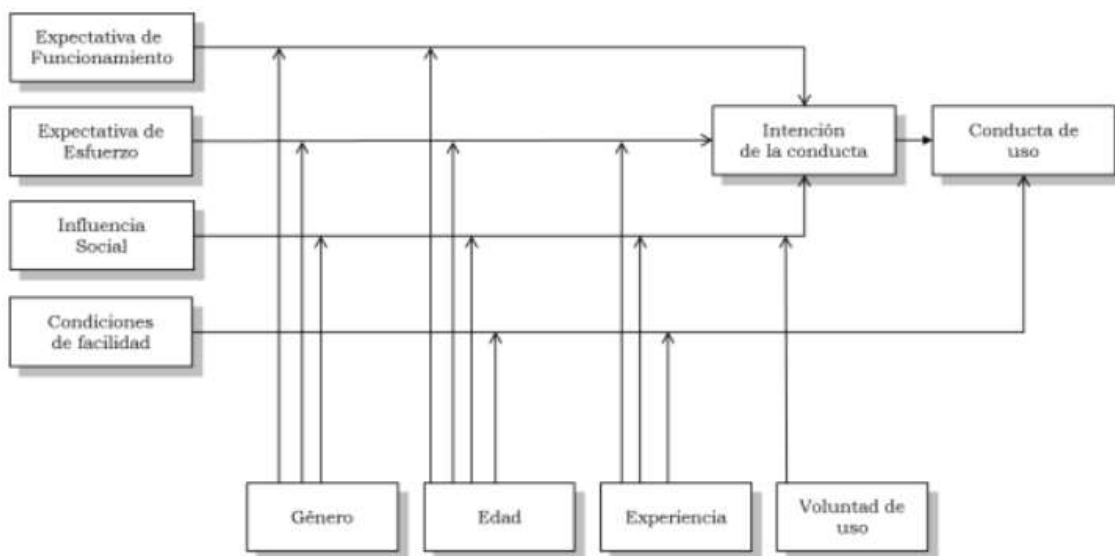 Expectativa de
Funcionamiento
Expectativa de
Esfuerzo
Intención
de la conducta
Conducta de
uso
Influencia
Social
Condiciones
de facilidad
Género
Edad
Experiencia
Voluntad de
uso